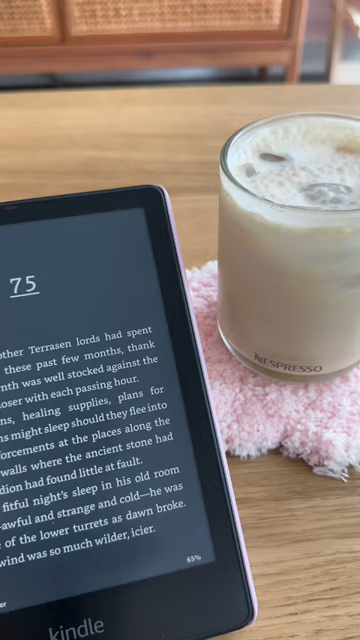 75
other Terrasen lords had spent
these past few months, thank
was well stocked against the
closer with each passing hour.
healing supplies, plans for
might sleep should they flee into
forcements at the places along the
walls where the ancient stone had
dion had found little at fault.
fitful night's sleep in his old room
-awful and strange and cold—he was
of the lower turrets as dawn broke.
wind was so much wilder, icier.
65%
kindle
NESPRESSO